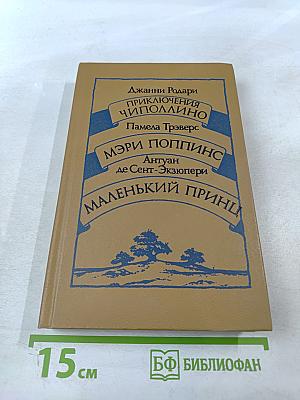 Джанни Родари
ПРИКЛЮЧЕНИЯ
ЧИПОЛЛИНО
Памела Трэверс
МЭРИ ПОППИНС
Антуан
де Сент-Экзюпери
МАЛЕНЬКИЙ ПРИНЦ
15 см
БФ БИБЛИОФАН